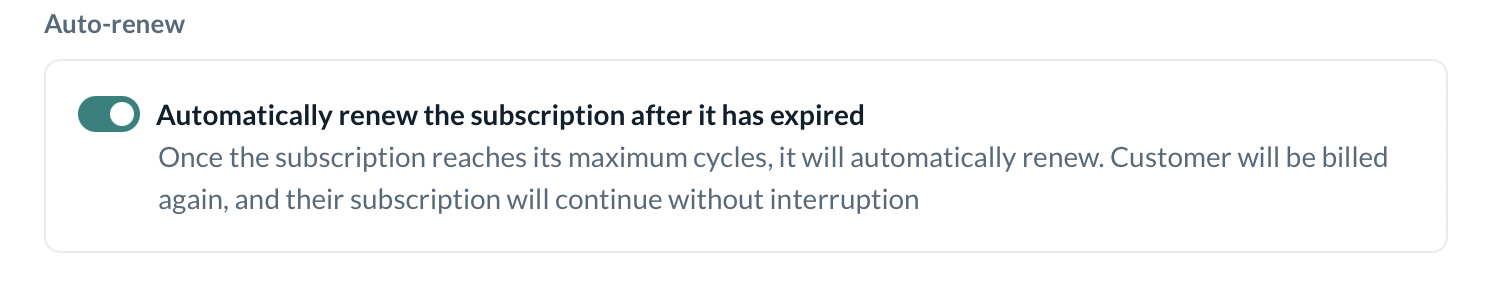 Auto-renew
Automatically renew the subscription after it has expired
Once the subscription reaches its maximum cycles, it will automatically renew. Customer will be billed
again, and their subscription will continue without interruption